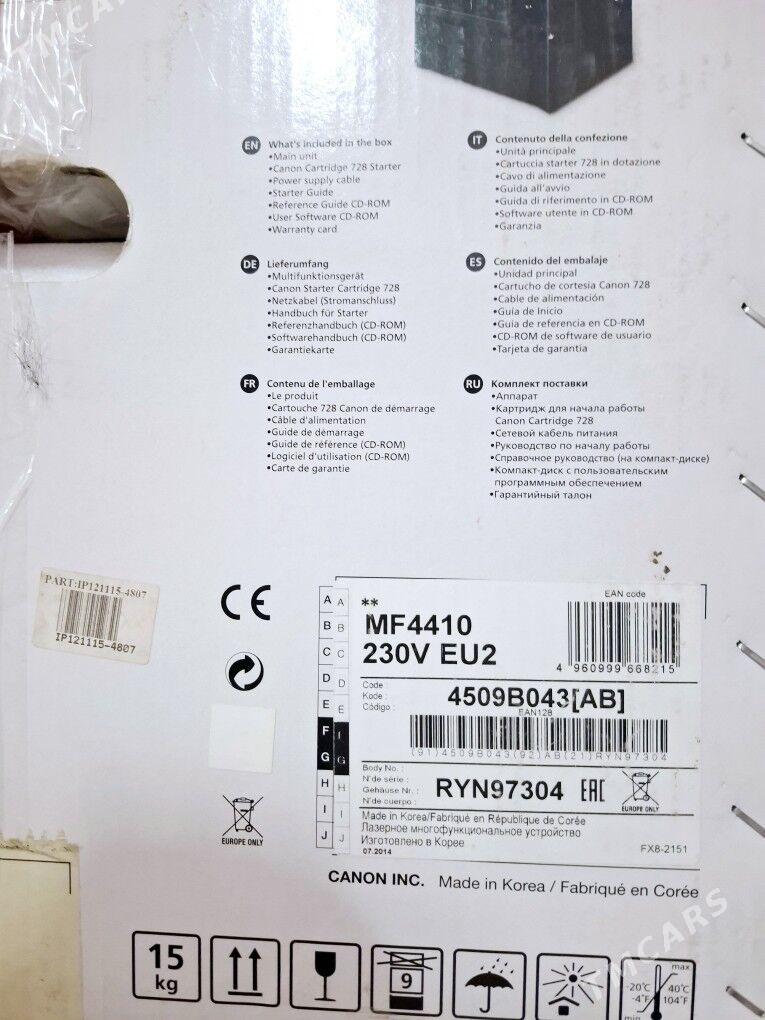 TMCARS
EN What's included in the box
•Main unit
•Canon Cartridge 728 Starter
•Power supply cable
•Starter Guide
•Reference Guide CD-ROM
•User Software CD-ROM
•Warranty card
IT Contenuto della confezione
•Unità principale
•Cartuccia starter 728 in dotazione
•Cavo di alimentazione
•Guida all'avvio
•Guida di riferimento in CD-ROM
•Software utente in CD-ROM
•Garanzia
DE Lieferumfang
•Multifunktionsgerät
•Canon Starter Cartridge 728
•Netzkabel (Stromanschluss)
•Handbuch für Starter
•Referenzhandbuch (CD-ROM)
•Softwarehandbuch (CD-ROM)
•Garantiekarte
ES Contenido del embalaje
•Unidad principal
•Cartucho de cortesía Canon 728
•Cable de alimentación
•Guía de Inicio
•Guía de referencia en CD-ROM
•CD-ROM de software de usuario
•Tarjeta de garantía
FR Contenu de l'emballage
•Le produit
•Cartouche 728 Canon de démarrage
•Câble d'alimentation
•Guide de démarrage
•Guide de référence (CD-ROM)
•Logiciel d'utilisation (CD-ROM)
•Carte de garantie
RU Комплект поставки
•Аппарат
•Картридж для начала работы
Canon Cartridge 728
•Сетевой кабель питания
•Руководство по началу работы
•Справочное руководство (на компакт-диске)
•Компакт-диск с пользовательским
программным обеспечением
•Гарантийный талон
PART:IP121115-4807
IP121115-4807
CE
EUROPE ONLY
A A
B B
C C
D D
E E
F I
G G
H H
I I
J J
**
MF4410
230V EU2
EAN code
4 960999 668215
Code
Kode :
Código :
4509B043[AB]
EAN128
(91)4509B043(92)AB(21)RYN97304
Body No. :
N'de série :
Gehäuse Nr. :
N'de cuerpo :
RYN97304 EAC
EUROPE ONLY
Made in Korea/Fabriqué en République de Corée
Лазерное многофункциональное устройство
Изготовлено в Корее
07.2014
FX8-2151
CANON INC. Made in Korea / Fabriqué en Corée
15
kg
9
max
-20°C
-4°F
40°C
104°F
min
TMCARS